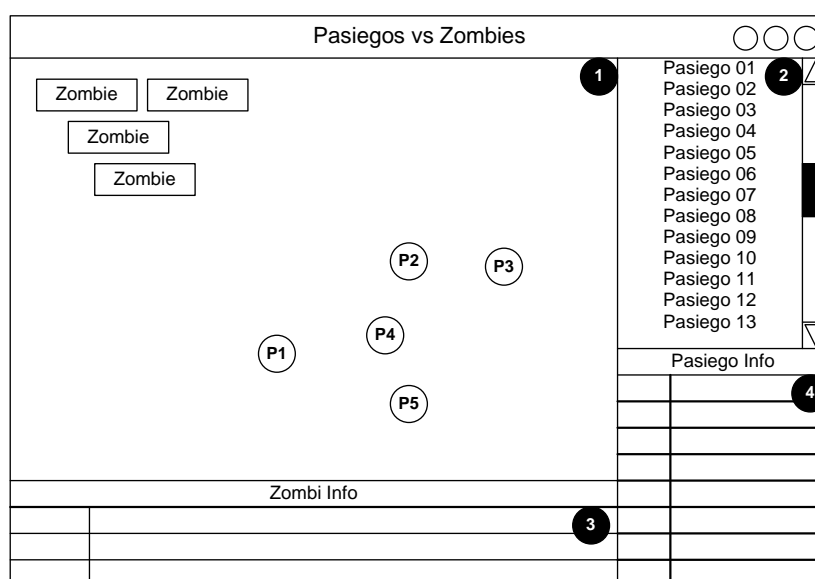 Pasiegos vs Zombies
1
Zombie
Zombie
Zombie
Zombie
P2
P3
P4
P1
P5
2
Pasiego 01
Pasiego 02
Pasiego 03
Pasiego 04
Pasiego 05
Pasiego 06
Pasiego 07
Pasiego 08
Pasiego 09
Pasiego 10
Pasiego 11
Pasiego 12
Pasiego 13
Pasiego Info
4
Zombi Info
3